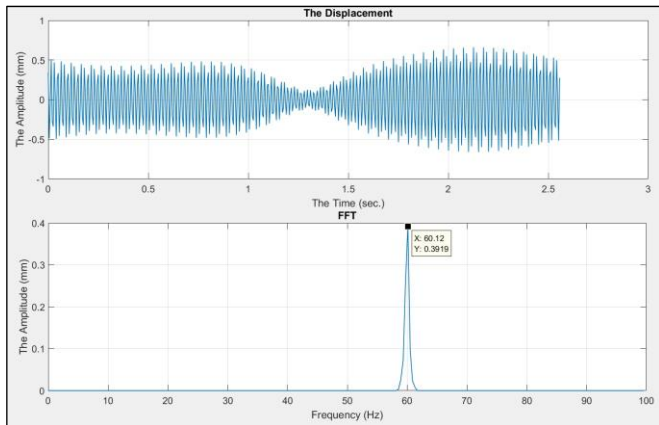 The Displacement
The Amplitude (mm)
1
0.5
0
-0.5
-1
0 0.5 1 1.5 2 2.5 3
The Time (sec.)
FFT
The Amplitude (mm)
0.4
0.3
0.2
0.1
0
X: 60.12
Y: 0.3919
0 10 20 30 40 50 60 70 80 90 100
Frequency (Hz)